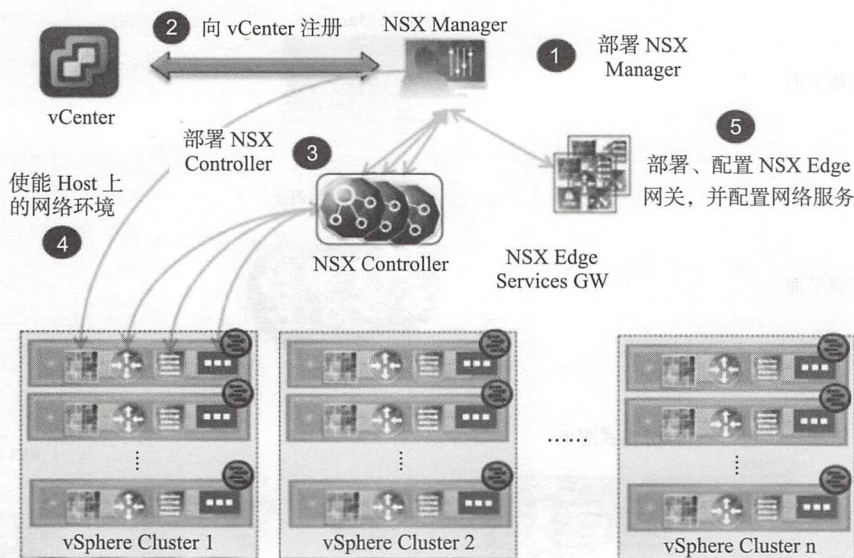 2 向 vCenter 注册
NSX Manager
1 部署 NSX
Manager
vCenter
部署 NSX
Controller
3
5
部署、配置 NSX Edge
网关，并配置网络服务
使能 Host 上
的网络环境
4
NSX Controller
NSX Edge
Services GW
......
vSphere Cluster 1
vSphere Cluster 2
vSphere Cluster n